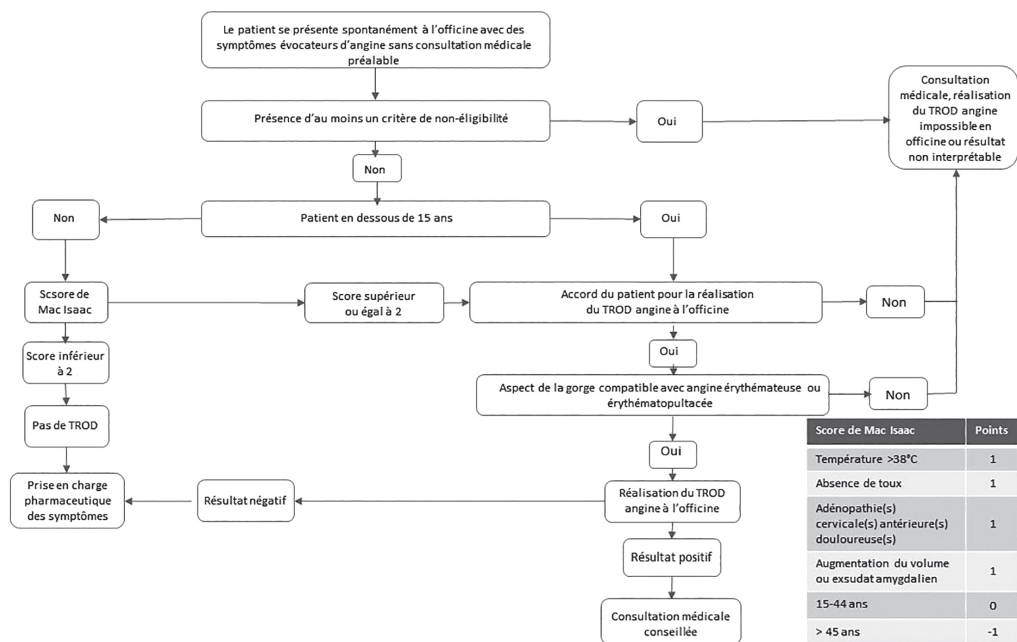 Le patient se présente spontanément à l'officine avec des
symptômes évocateurs d'angine sans consultation médicale
préalable
Consultation
médicale, réalisation
du TROD angine
impossible en
officine ou résultat
non interprétable
Présence d'au moins un critère de non-éligibilité
Oui
Non
Non
Patient en dessous de 15 ans
Oui
Scsore de
Mac Isaac
Score supérieur
ou égal à 2
Accord du patient pour la réalisation
du TROD angine à l'officine
Non
Score inférieur
à 2
Oui
Aspect de la gorge compatible avec angine érythémateuse ou
érythématopultacée
Non
Pas de TROD
Oui
Prise en charge
pharmaceutique
des symptômes
Résultat négatif
Réalisation du TROD
angine à l'officine
Résultat positif
Consultation médicale
conseillée
Score de Mac Isaac Points
Température >38°C 1
Absence de toux 1
Adénopathie(s)
cervicale(s) antérieure(s) 1
douloureuse(s)
Augmentation du volume
ou exsudat amygdalien 1
15-44 ans 0
> 45 ans -1